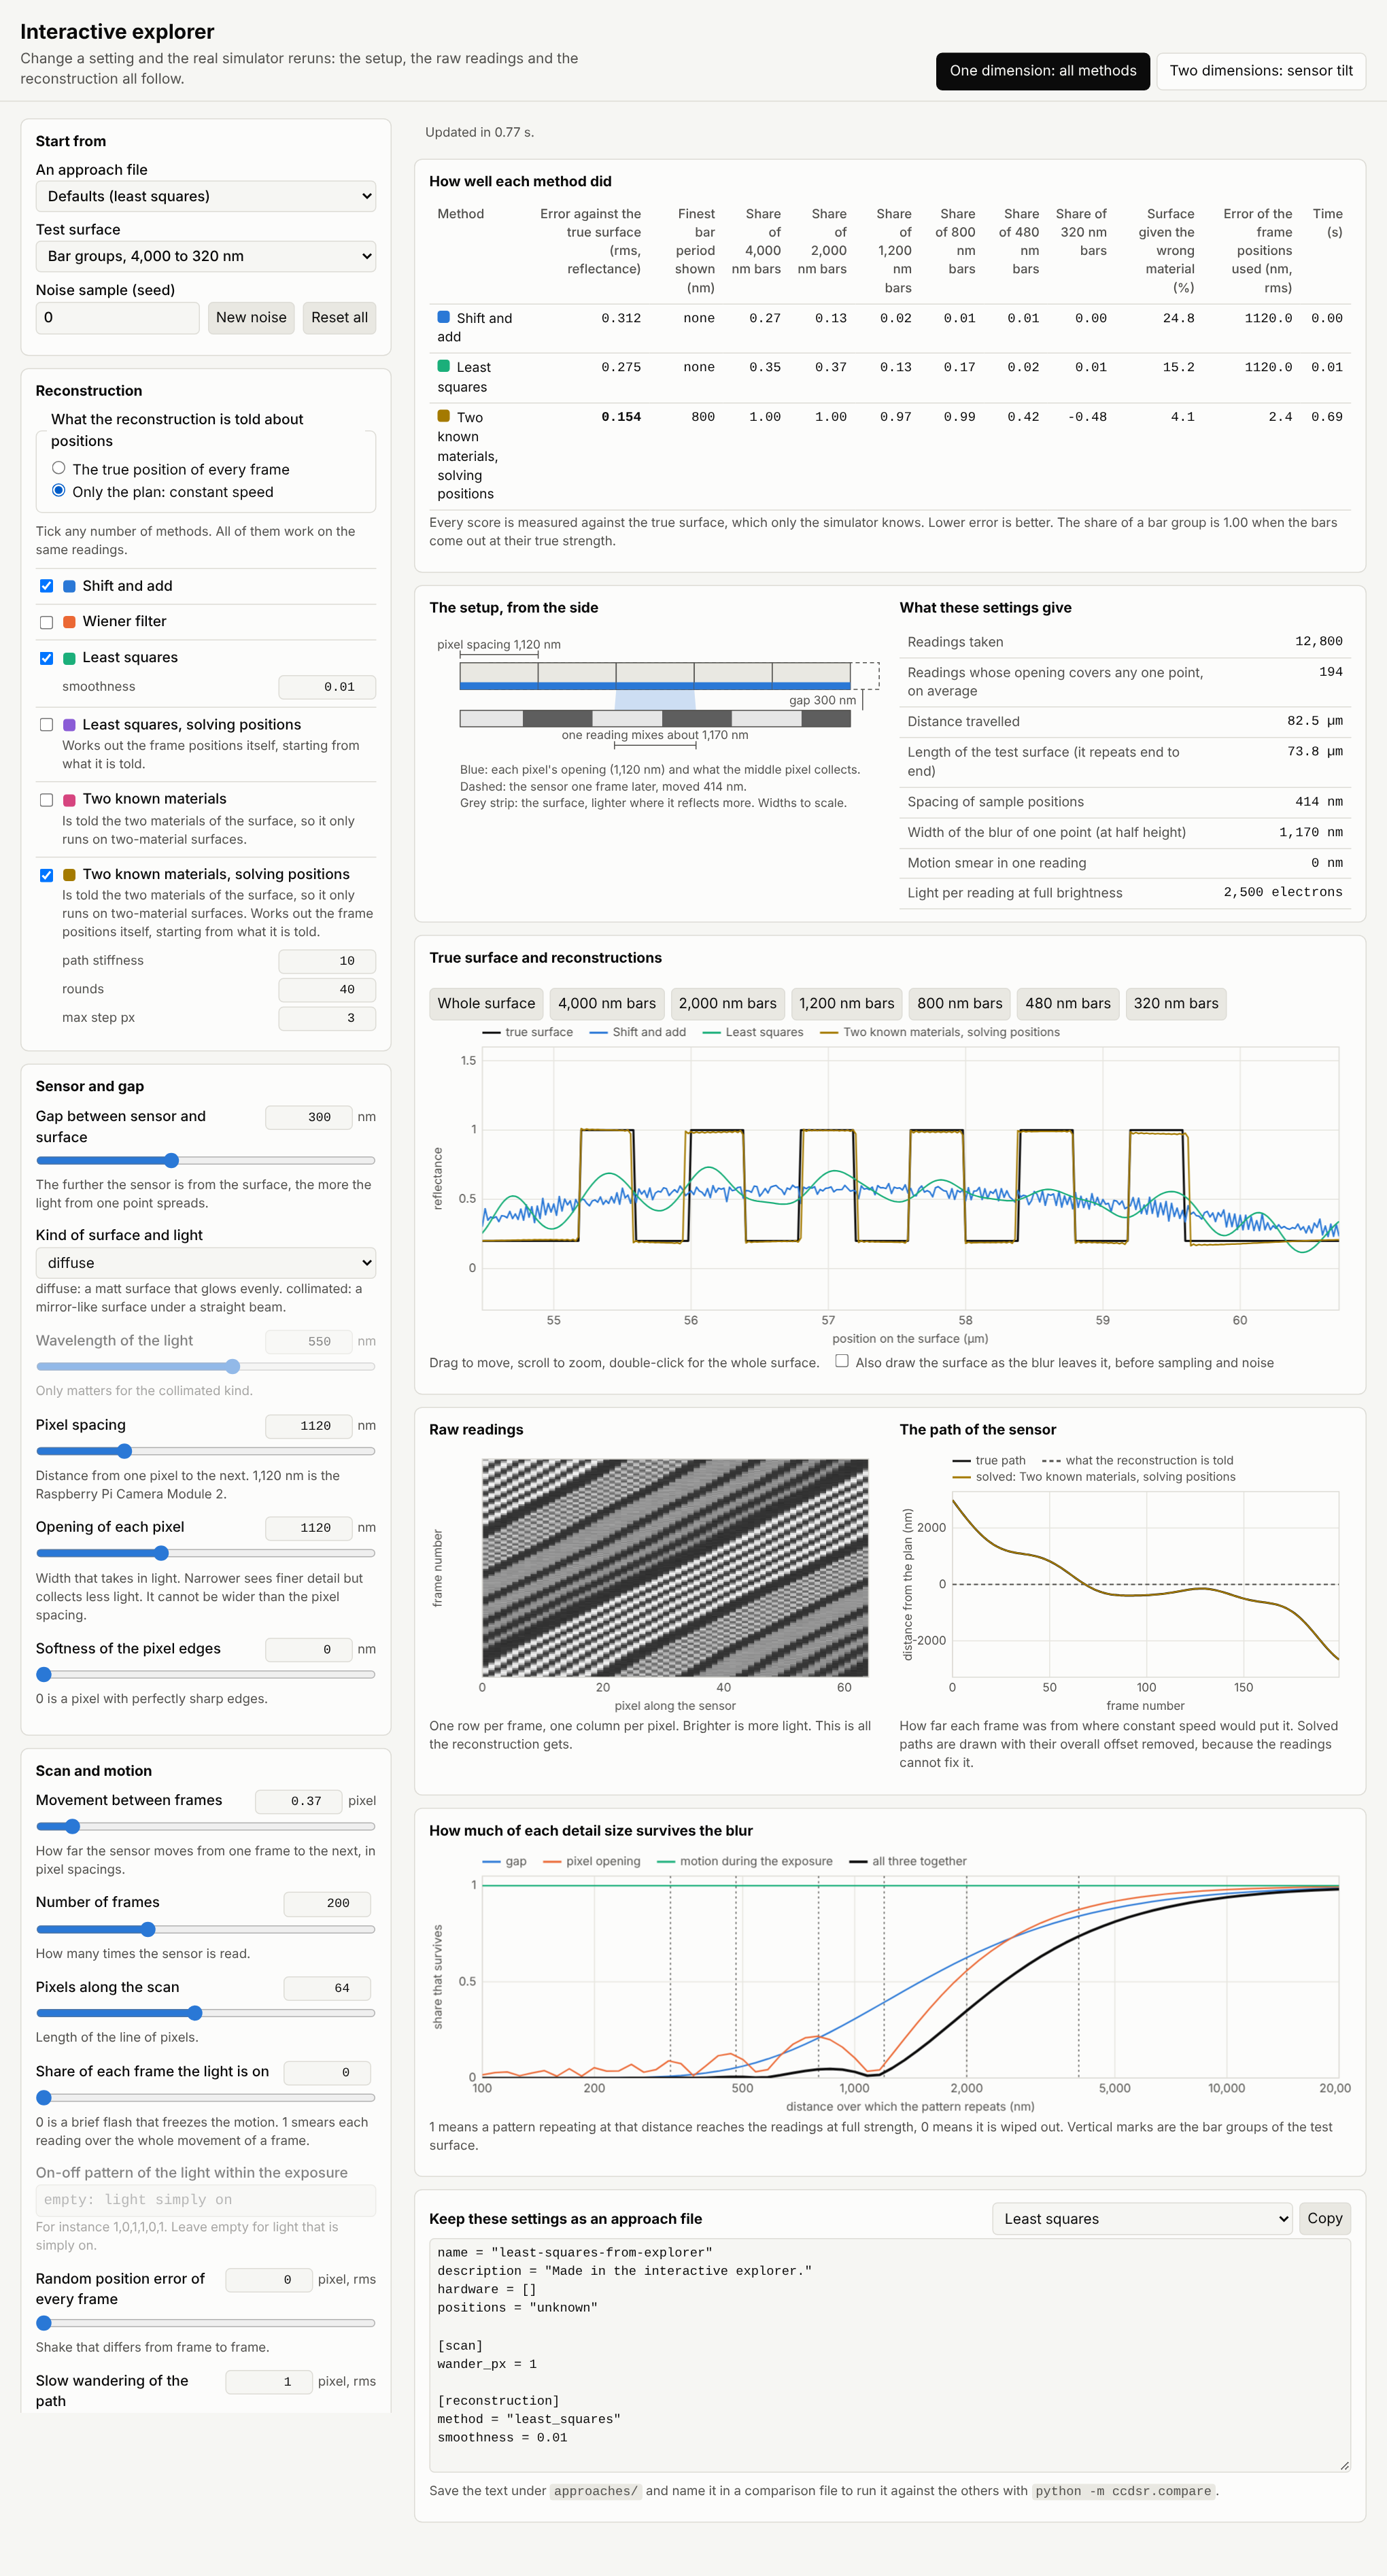 Interactive explorer
Change a setting and the real simulator reruns: the setup, the raw readings and the
reconstruction all follow.
One dimension: all methods
Two dimensions: sensor tilt
Start from
An approach file
Defaults (least squares)
Test surface
Bar groups, 4,000 to 320 nm
Noise sample (seed)
0
New noise
Reset all
Reconstruction
What the reconstruction is told about
positions
The true position of every frame
Only the plan: constant speed
Tick any number of methods. All of them work on the
same readings.
Shift and add
Wiener filter
Least squares
smoothness 0.01
Least squares, solving positions
Works out the frame positions itself, starting from
what it is told.
Two known materials
Is told the two materials of the surface, so it only
runs on two-material surfaces.
Two known materials, solving positions
Is told the two materials of the surface, so it only
runs on two-material surfaces. Works out the frame
positions itself, starting from what it is told.
path stiffness 10
rounds 40
max step px 3
Sensor and gap
Gap between sensor and
surface
300 nm
The further the sensor is from the surface, the more the
light from one point spreads.
Kind of surface and light
diffuse
diffuse: a matt surface that glows evenly. collimated: a
mirror-like surface under a straight beam.
Wavelength of the light 550 nm
Only matters for the collimated kind.
Pixel spacing 1120 nm
Distance from one pixel to the next. 1,120 nm is the
Raspberry Pi Camera Module 2.
Opening of each pixel 1120 nm
Width that takes in light. Narrower sees finer detail but
collects less light. It cannot be wider than the pixel
spacing.
Softness of the pixel edges 0 nm
0 is a pixel with perfectly sharp edges.
Scan and motion
Movement between frames 0.37 pixel
How far the sensor moves from one frame to the next, in
pixel spacings.
Number of frames 200
How many times the sensor is read.
Pixels along the scan 64
Length of the line of pixels.
Share of each frame the light is on 0
0 is a brief flash that freezes the motion. 1 smears each
reading over the whole movement of a frame.
On-off pattern of the light within the exposure
empty: light simply on
For instance 1,0,1,1,0,1. Leave empty for light that is
simply on.
Random position error of
every frame
0 pixel, rms
Shake that differs from frame to frame.
Slow wandering of the
path
1 pixel, rms
Updated in 0.77 s.
How well each method did
Method
Error against the
true surface
(rms,
reflectance)
Finest
bar
period
shown
(nm)
Share
of
4,000
nm bars
Share
of
2,000
nm bars
Share
of
1,200
nm
bars
Share
of 800
nm
bars
Share
of 480
nm
bars
Share of
320 nm
bars
Surface
given the
wrong
material
(%)
Error of the
frame
positions
used (nm,
rms)
Time
(s)
Shift and
add
0.312 none 0.27 0.13 0.02 0.01 0.01 0.00 24.8 1120.0 0.00
Least
squares
0.275 none 0.35 0.37 0.13 0.17 0.02 0.01 15.2 1120.0 0.01
Two
known
materials,
solving
positions
0.154 800 1.00 1.00 0.97 0.99 0.42 -0.48 4.1 2.4 0.69
Every score is measured against the true surface, which only the simulator knows. Lower error is better. The share of a bar group is 1.00 when the bars
come out at their true strength.
The setup, from the side
pixel spacing 1,120 nm
gap 300 nm
one reading mixes about 1,170 nm
Blue: each pixel's opening (1,120 nm) and what the middle pixel collects.
Dashed: the sensor one frame later, moved 414 nm.
Grey strip: the surface, lighter where it reflects more. Widths to scale.
What these settings give
Readings taken 12,800
Readings whose opening covers any one point,
on average
194
Distance travelled 82.5 µm
Length of the test surface (it repeats end to
end)
73.8 µm
Spacing of sample positions 414 nm
Width of the blur of one point (at half height) 1,170 nm
Motion smear in one reading 0 nm
Light per reading at full brightness 2,500 electrons
True surface and reconstructions
Whole surface
4,000 nm bars
2,000 nm bars
1,200 nm bars
800 nm bars
480 nm bars
320 nm bars
true surface Shift and add Least squares Two known materials, solving positions
1.5
1
0.5
0
reflectance
55 56 57 58 59 60
position on the surface (µm)
Drag to move, scroll to zoom, double-click for the whole surface. Also draw the surface as the blur leaves it, before sampling and noise
Raw readings
frame number
0 20 40 60
pixel along the sensor
One row per frame, one column per pixel. Brighter is more light. This is all
the reconstruction gets.
The path of the sensor
true path what the reconstruction is told
solved: Two known materials, solving positions
distance from the plan (nm)
2000
0
-2000
0 50 100 150
frame number
How far each frame was from where constant speed would put it. Solved
paths are drawn with their overall offset removed, because the readings
cannot fix it.
How much of each detail size survives the blur
gap pixel opening motion during the exposure all three together
share that survives
1
0.5
0
100 200 500 1,000 2,000 5,000 10,000 20,00
distance over which the pattern repeats (nm)
1 means a pattern repeating at that distance reaches the readings at full strength, 0 means it is wiped out. Vertical marks are the bar groups of the test
surface.
Keep these settings as an approach file
Least squares
Copy
name = "least-squares-from-explorer"
description = "Made in the interactive explorer."
hardware = []
positions = "unknown"
[scan]
wander_px = 1
[reconstruction]
method = "least_squares"
smoothness = 0.01
Save the text under approaches/ and name it in a comparison file to run it against the others with python -m ccdsr.compare.